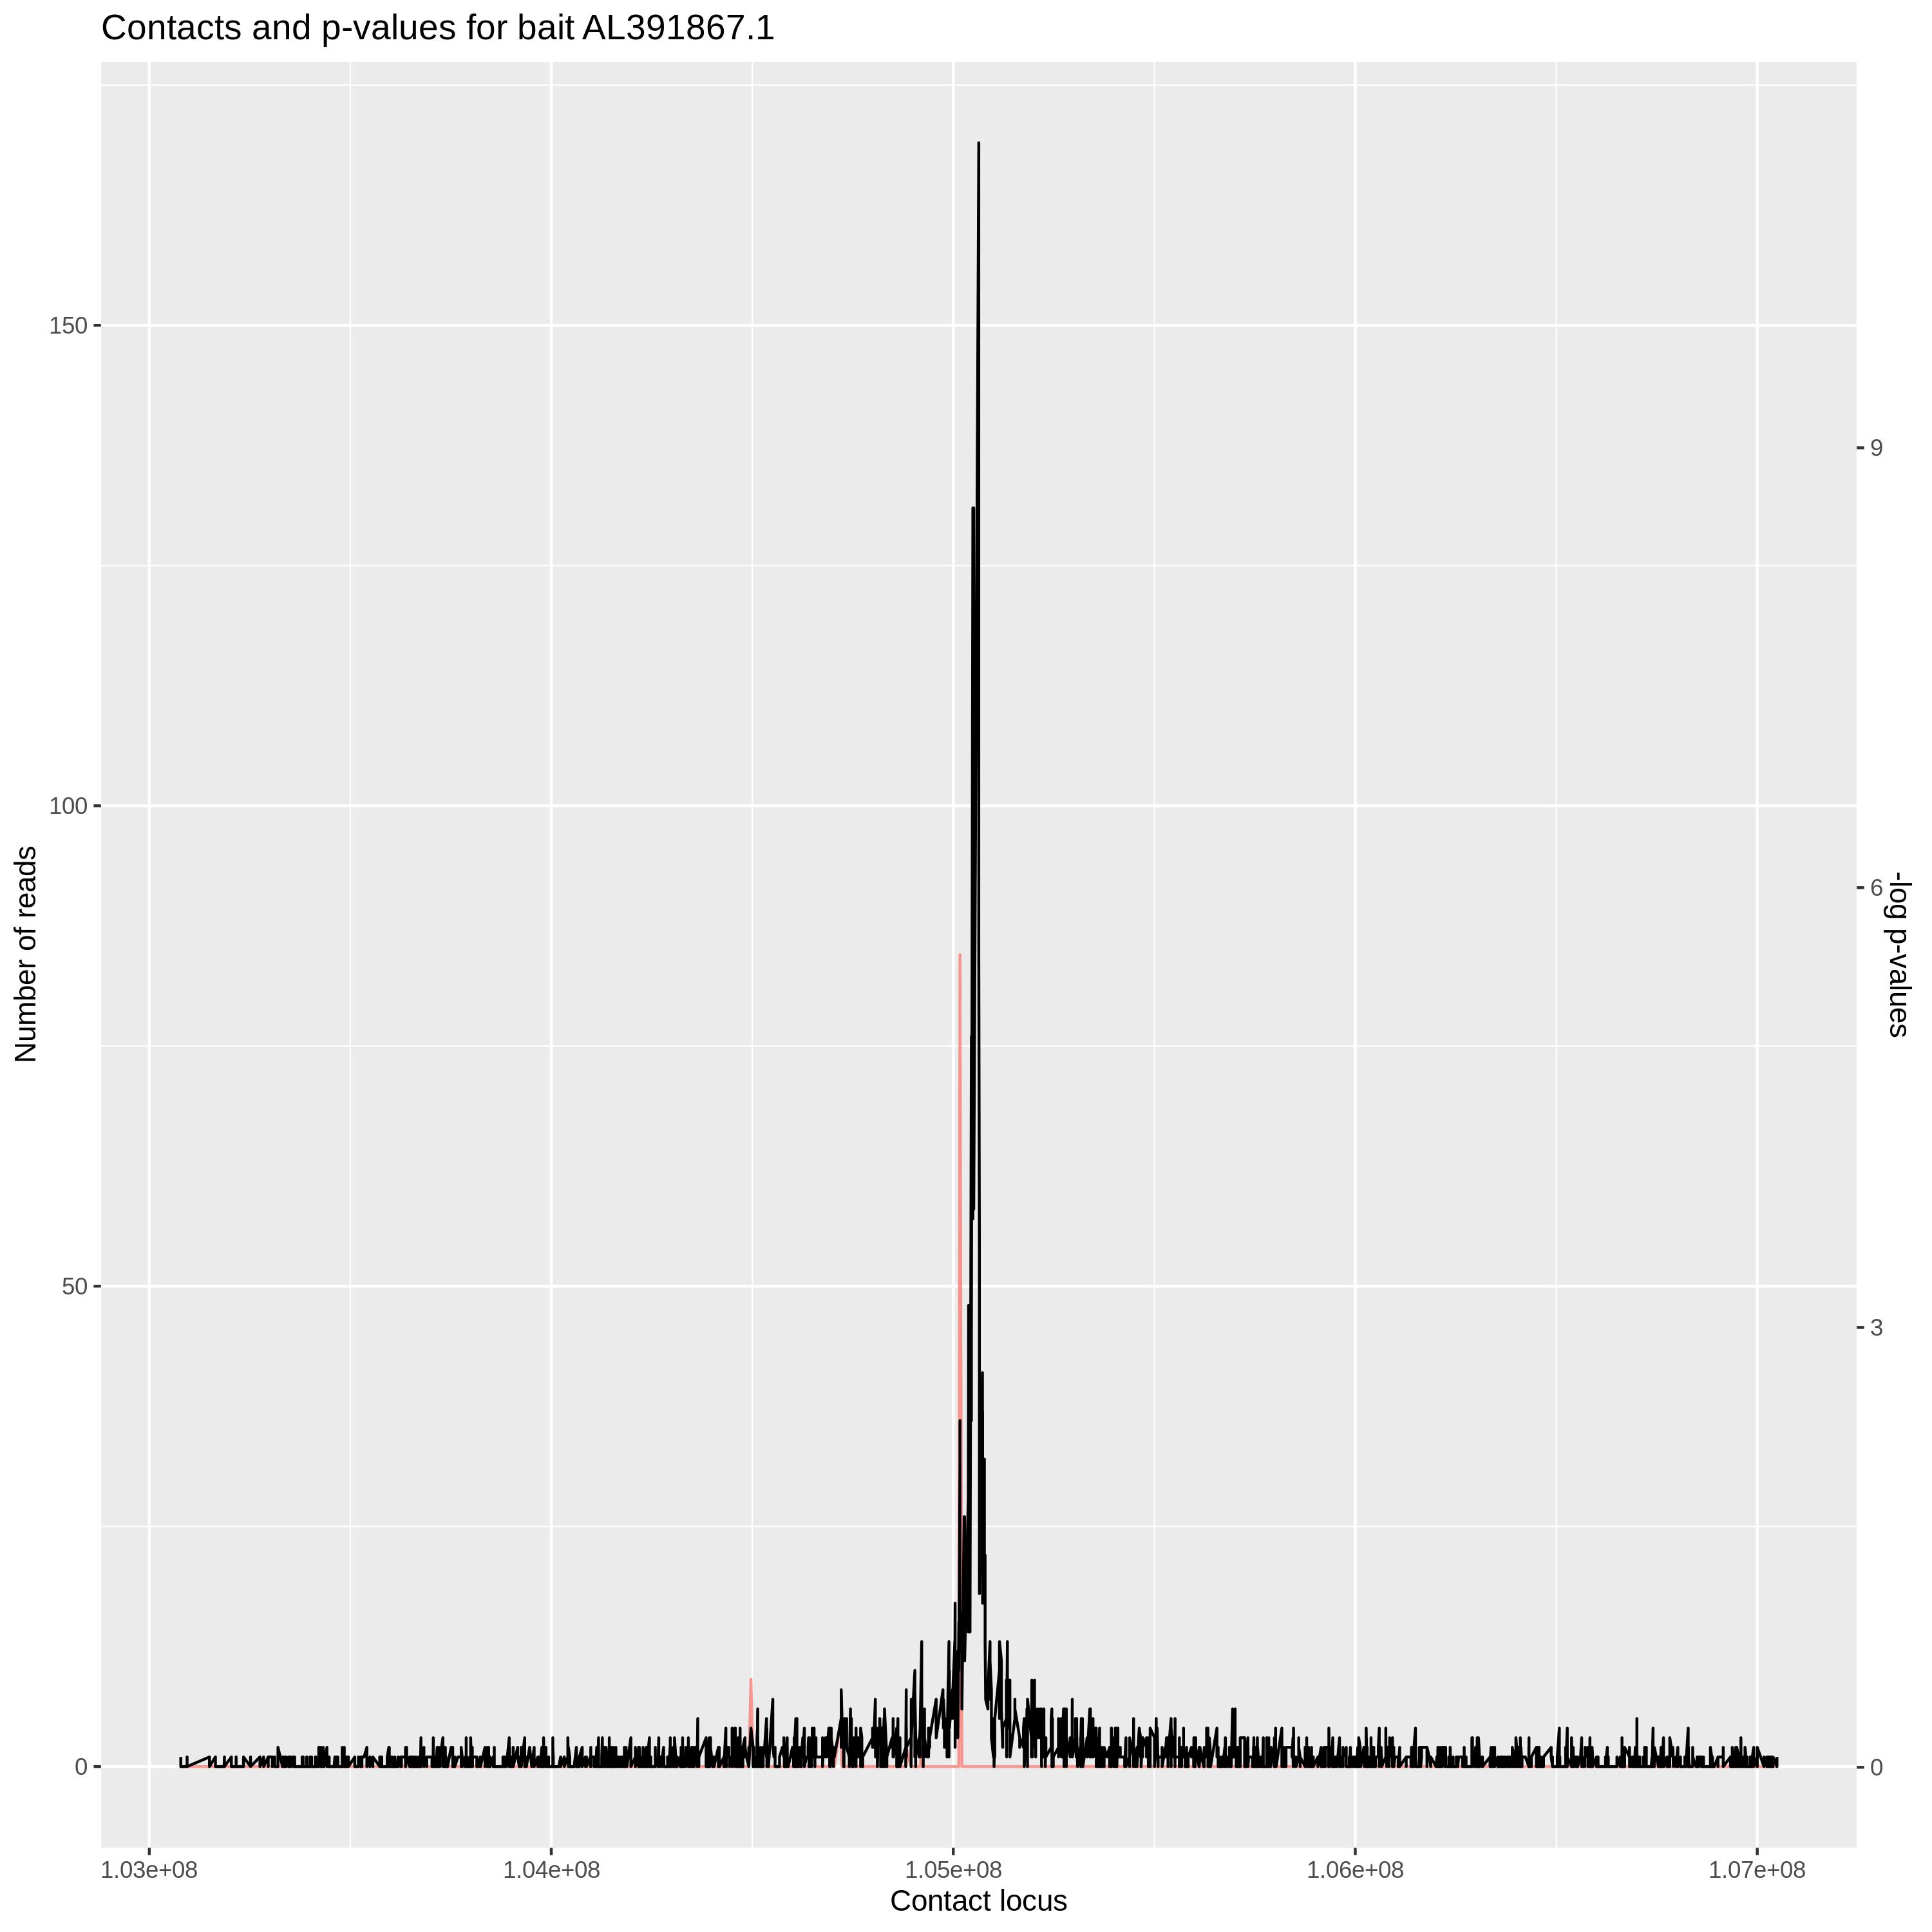 Contacts and p-values for bait AL391867.1
150
100
50
0
Number of reads
9
6
3
0
-log p-values
1.03e+08
1.04e+08
1.05e+08
1.06e+08
1.07e+08
Contact locus